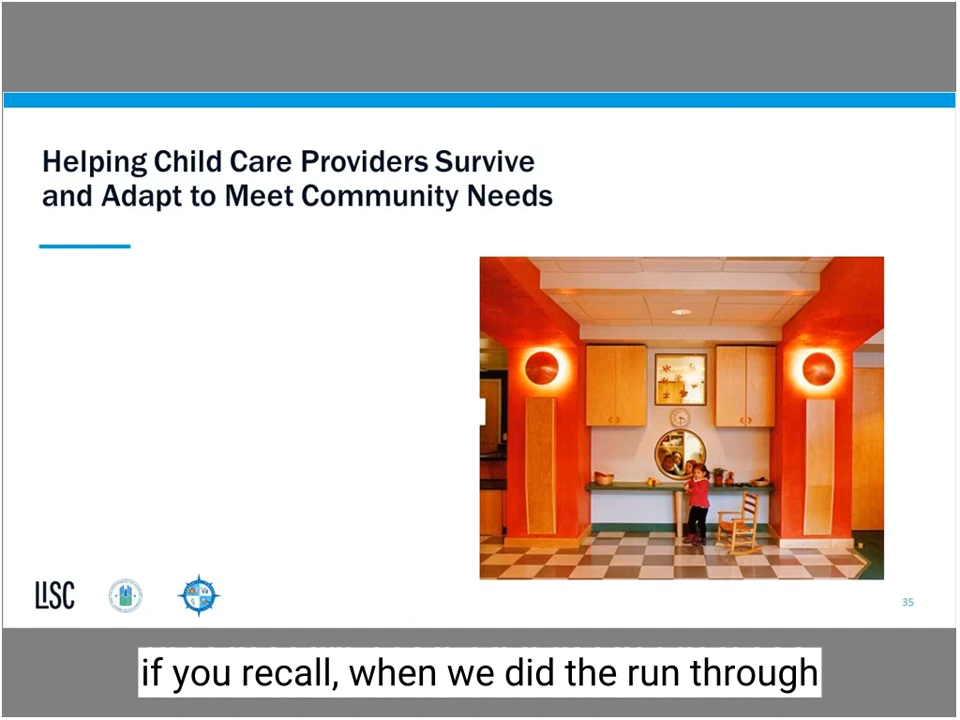 Helping Child Care Providers Survive
and Adapt to Meet Community Needs
LISC
35
if you recall, when we did the run through